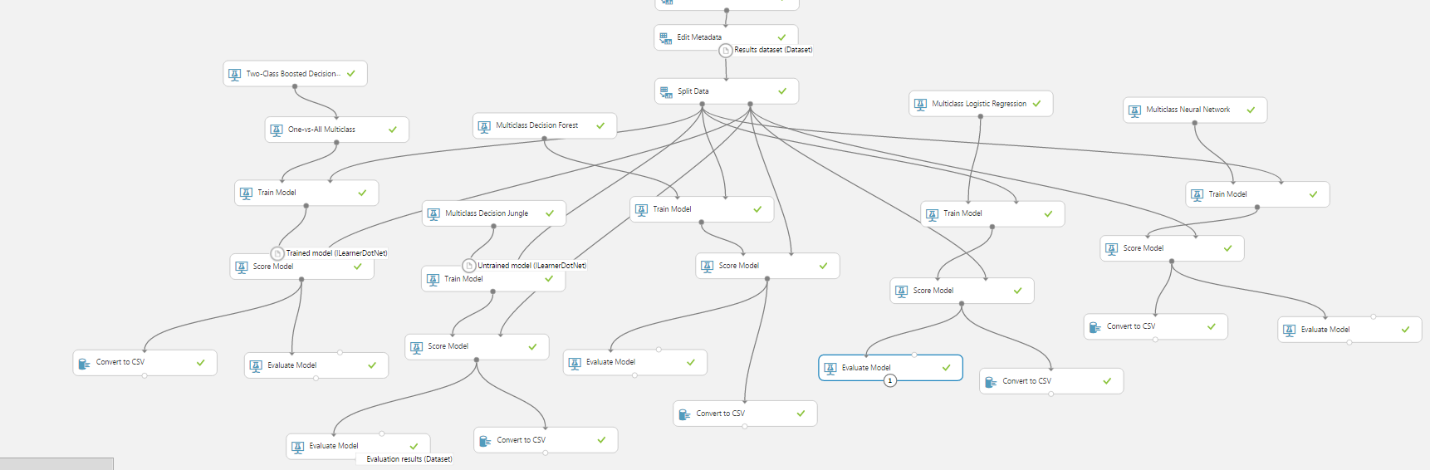 Edit Metadata
Results dataset (Dataset)
Two-Class Boosted Decision...
Split Data
Multiclass Logistic Regression
Multiclass Neural Network
One-vs-All Multiclass
Multiclass Decision Forest
Train Model
Train Model
Multiclass Decision Jungle
Train Model
Train Model
Trained model (ILearnerDotNet)
Score Model
Score Model
Untrained model (ILearnerDotNet)
Train Model
Score Model
Score Model
Convert to CSV
Evaluate Model
Score Model
Convert to CSV
Evaluate Model
Evaluate Model
Evaluate Model
1
Convert to CSV
Convert to CSV
Evaluate Model
Convert to CSV
Evaluation results (Dataset)